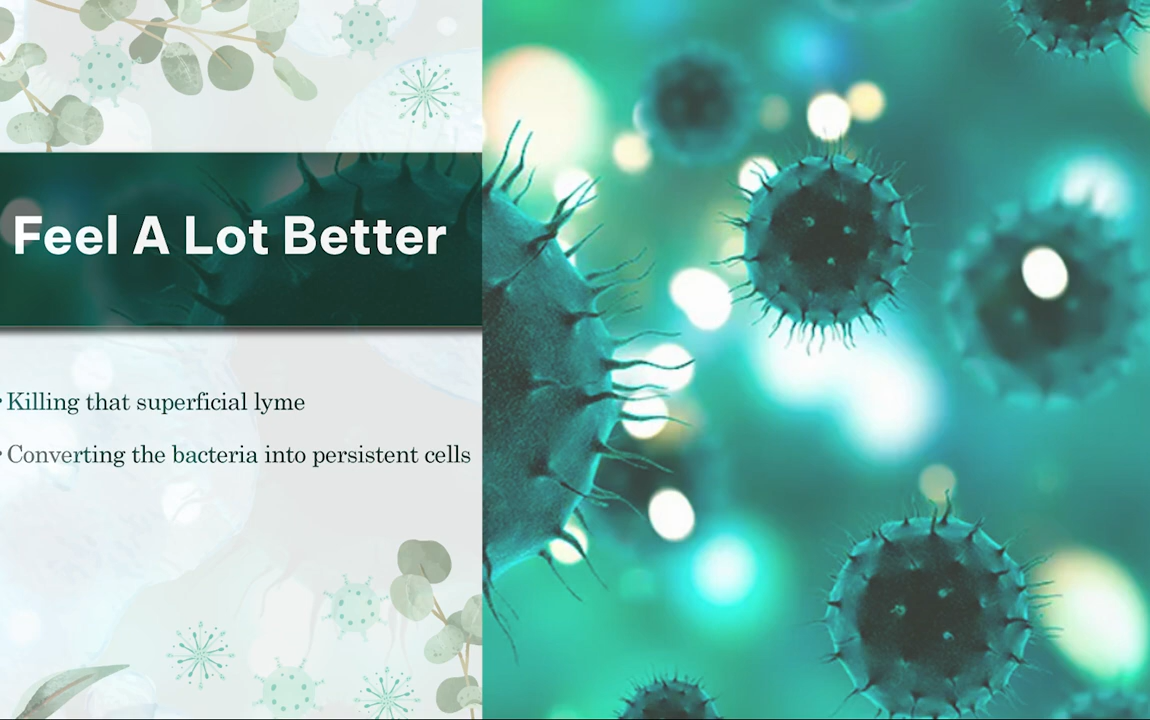 Feel A Lot Better
• Killing that superficial lyme
• Converting the bacteria into persistent cells